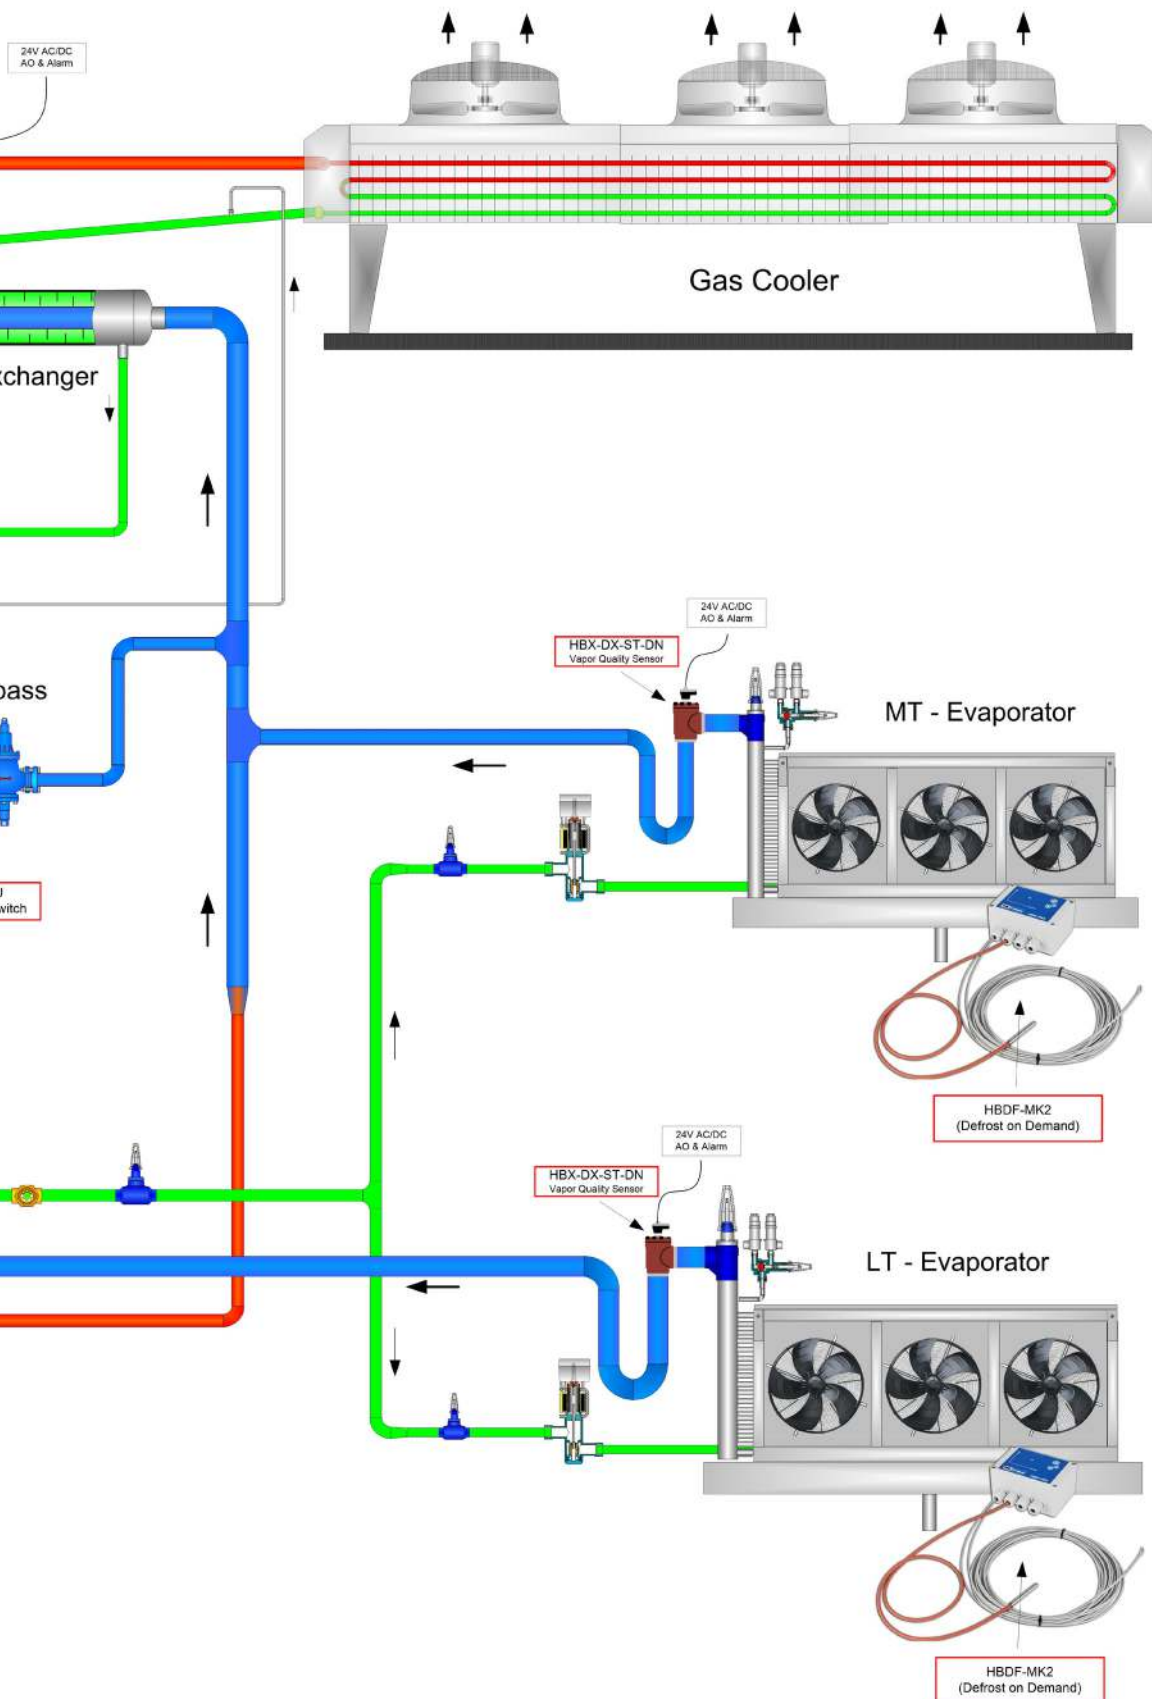 24V AC/DC
AO & Alarm
Gas Cooler
xchanger
24V AC/DC
AO & Alarm
HBX-DX-ST-DN
Vapor Quality Sensor
pass
MT - Evaporator
witch
HBDF-MK2
(Defrost on Demand)
24V AC/DC
AO & Alarm
HBX-DX-ST-DN
Vapor Quality Sensor
LT - Evaporator
HBDF-MK2
(Defrost on Demand)